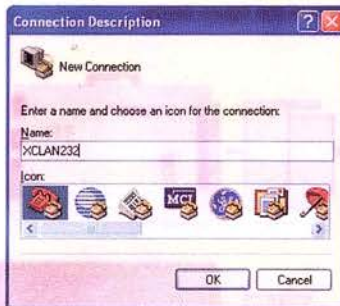 Connection Description
New Connection
Enter a name and choose an icon for the connection:
Name:
XCLAN232
Icon:
MCI
OK
Cancel